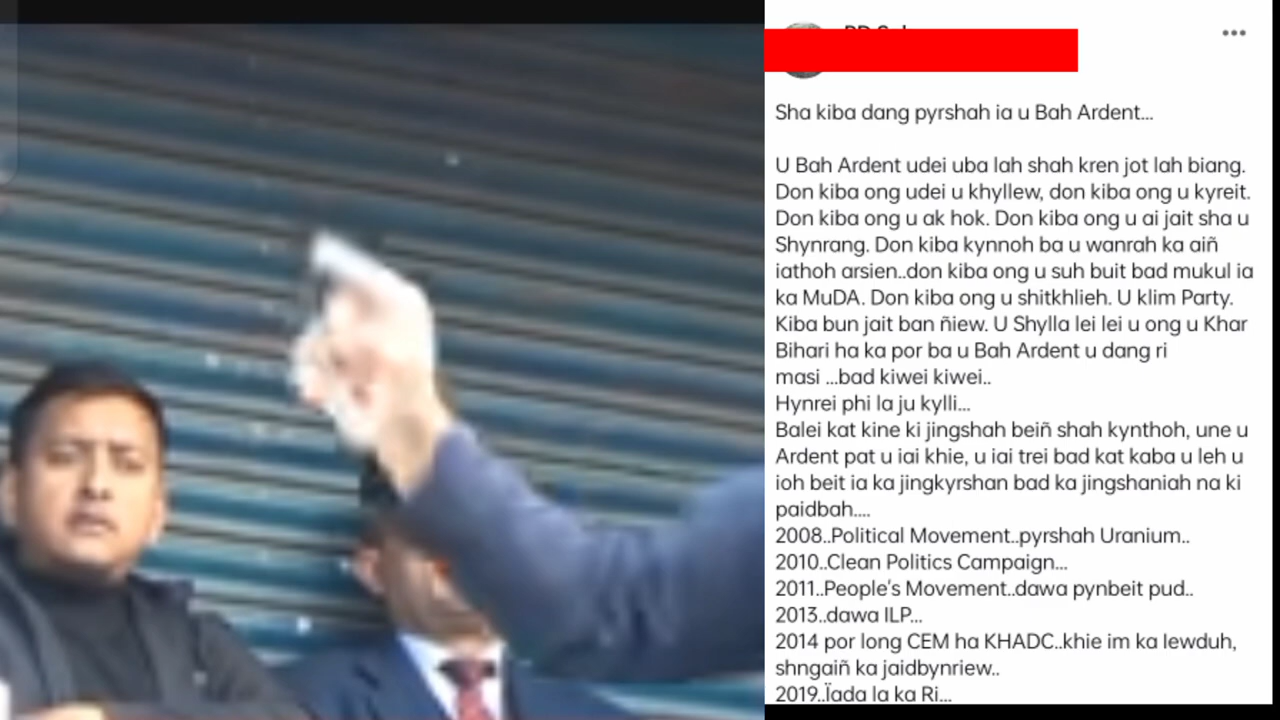 Sha kiba dang pyrshah ia u Bah Ardent...
U Bah Ardent udei uba lah shah kren jot lah biang.
Don kiba ong udei u khyllew, don kiba ong u kyreit.
Don kiba ong u ak hok. Don kiba ong u ai jait sha u
Shynrang. Don kiba kynnoh ba u wanrah ka aiñ
iathoh arsien..don kiba ong u suh buit bad mukul ia
ka MuDA. Don kiba ong u shitkhlieh. U klim Party.
Kiba bun jait ban ñiew. U Shylla lei lei u ong u Khar
Bihari ha ka por ba u Bah Ardent u dang ri
masi ...bad kiwei kiwei..
Hynrei phi la ju kylli...
Balei kat kine ki jingshah beiñ shah kynthoh, une u
Ardent pat u iai khie, u iai trei bad kat kaba u leh u
ioh beit ia ka jingkyrshan bad ka jingshaniah na ki
paidbah....
2008..Political Movement..pyrshah Uranium..
2010..Clean Politics Campaign...
2011..People's Movement..dawa pynbeit pud..
2013..dawa ILP...
2014 por long CEM ha KHADC..khie im ka Iewduh,
shngaiñ ka jaidbynriew..
2019..Ïada la ka Ri...